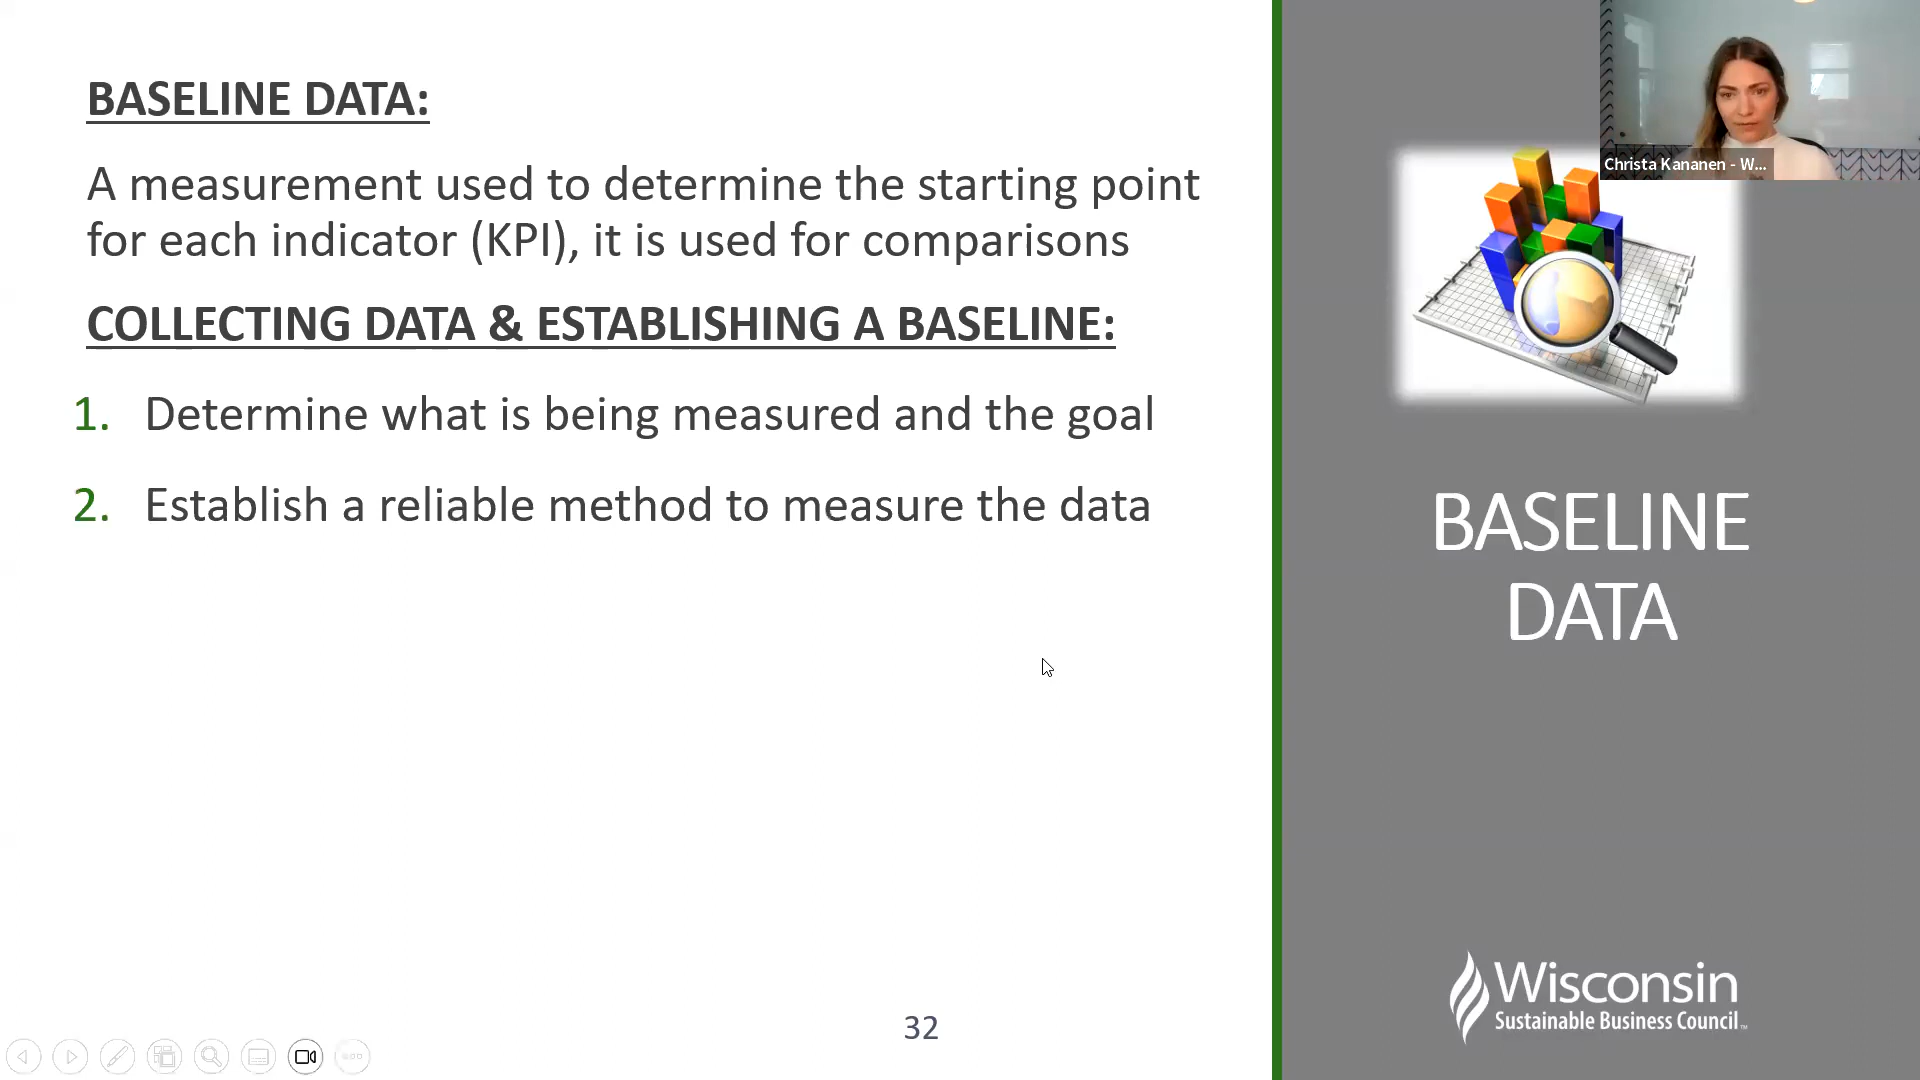 BASELINE DATA:
A measurement used to determine the starting point
for each indicator (KPI), it is used for comparisons
COLLECTING DATA & ESTABLISHING A BASELINE:
1. Determine what is being measured and the goal
2. Establish a reliable method to measure the data
32
Christa Kananen - W...
BASELINE
DATA
Wisconsin
Sustainable Business Council™